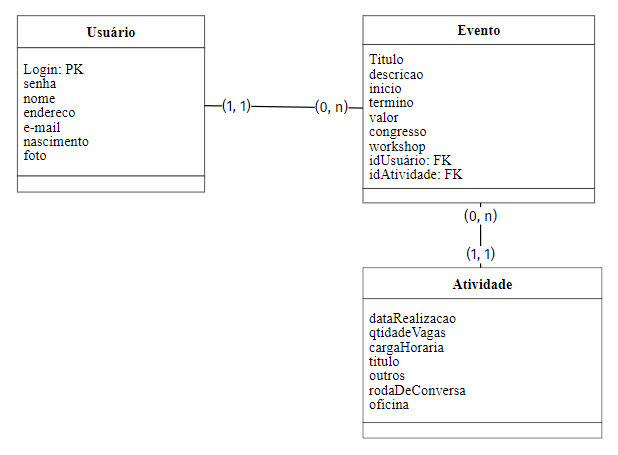 Usuário
Login: PK
senha
nome
endereco
e-mail
nascimento
foto
(1, 1)
(0, n)
Evento
Titulo
descricao
inicio
termino
valor
congresso
workshop
idUsuário: FK
idAtividade: FK
(0, n)
(1, 1)
Atividade
dataRealizacao
qtidadeVagas
cargaHoraria
titulo
outros
rodaDeConversa
oficina